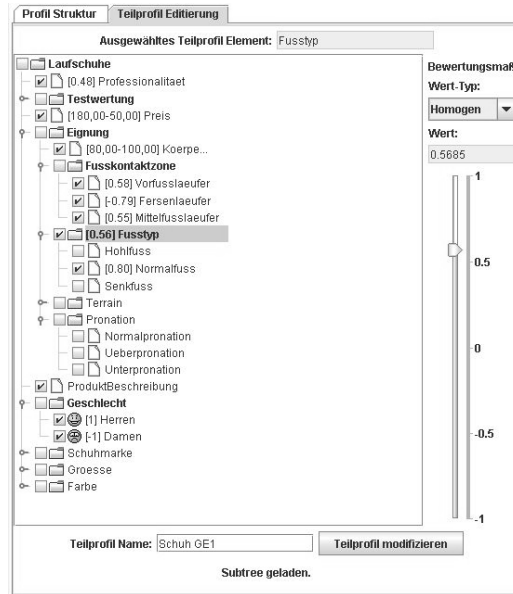 Profil Struktur Teilprofil Editierung
Ausgewähltes Teilprofil Element: Fusstyp
Laufschuhe
[0.48] Professionalitaet
Testwertung
[180,00-50,00] Preis
Eignung
[80,00-100,00] Koerpe...
Fusskontaktzone
[0.58] Vorfusslaeufer
[-0.79] Fersenlaeufer
[0.55] Mittelfusslaeufer
[0.56] Fusstyp
Hohlfuss
[0.80] Normalfuss
Senkfuss
Terrain
Pronation
Normalpronation
Ueberpronation
Unterpronation
ProduktBeschreibung
Geschlecht
[1] Herren
[-1] Damen
Schuhmarke
Groesse
Farbe
Bewertungsmaß
Wert-Typ:
Homogen
Wert:
0.5685
1
0.5
0
-0.5
-1
Teilprofil Name: Schuh GE1 Teilprofil modifizieren
Subtree geladen.